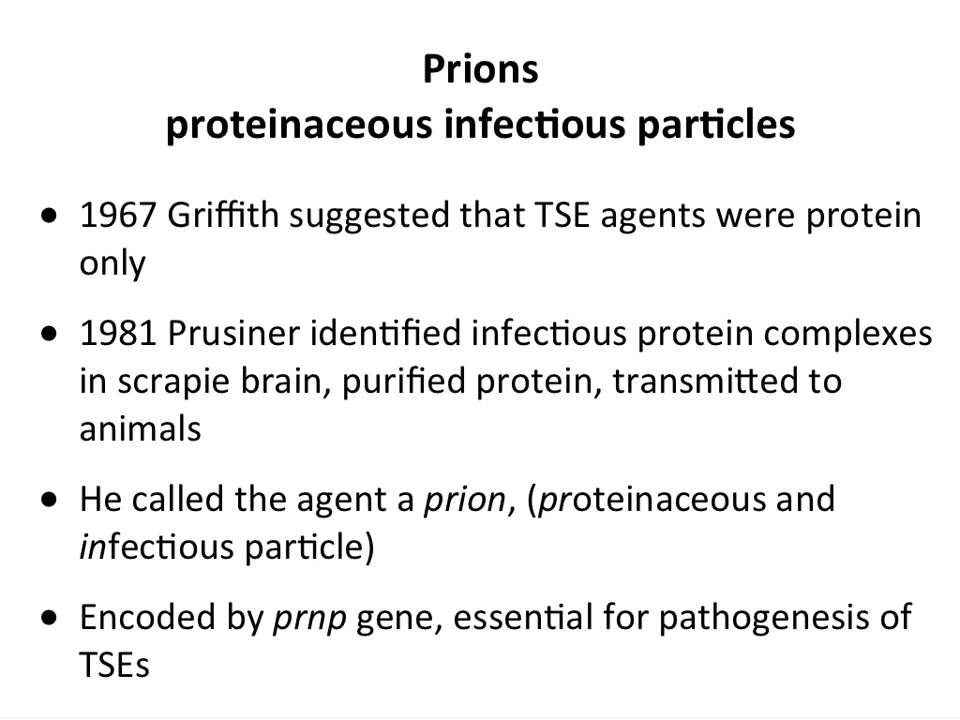 Prions
proteinaceous infectious particles
• 1967 Griffith suggested that TSE agents were protein
only
• 1981 Prusiner identified infectious protein complexes
in scrapie brain, purified protein, transmitted to
animals
• He called the agent a prion, (proteinaceous and
infectious particle)
• Encoded by prnp gene, essential for pathogenesis of
TSEs